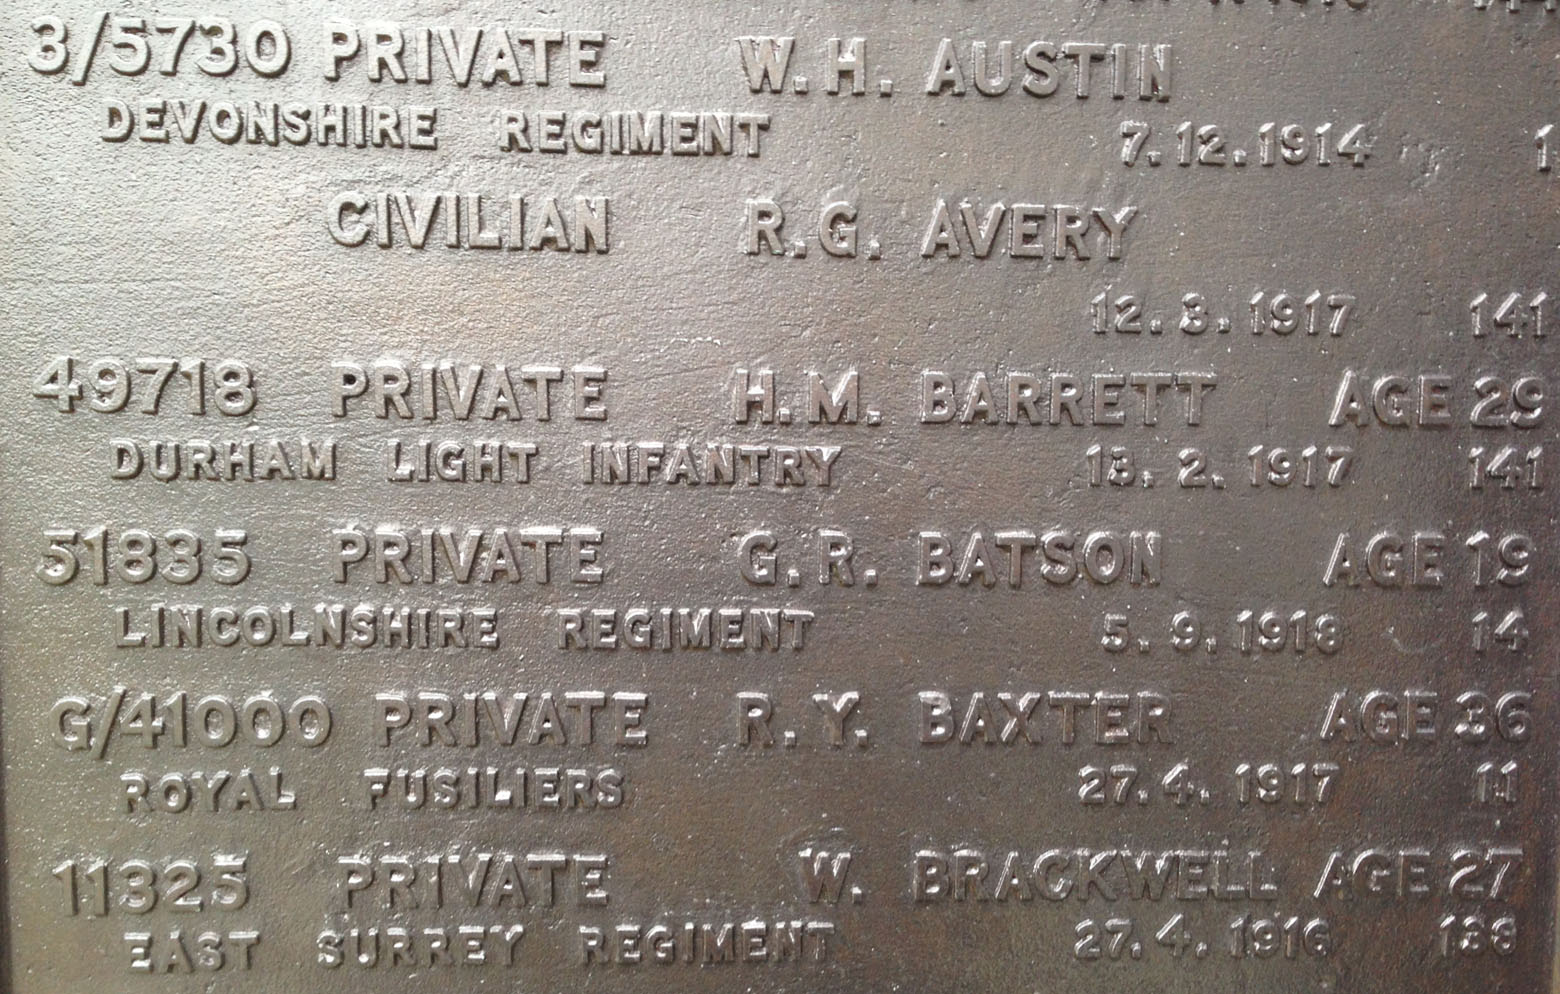 3/5730 PRIVATE W.H. AUSTIN
DEVONSHIRE REGIMENT 7.12.1914
CIVILIAN R.G. AVERY
12.3.1917 141
49718 PRIVATE H.M. BARRETT AGE 29
DURHAM LIGHT INFANTRY 13.2.1917 141
51835 PRIVATE G.R. BATSON AGE 19
LINCOLNSHIRE REGIMENT 5.9.1918 14
G/41000 PRIVATE R.Y. BAXTER AGE 36
ROYAL FUSILIERS 27.4.1917 11
11325 PRIVATE W. BRACKWELL AGE 27
EAST SURREY REGIMENT 27.4.1916 138